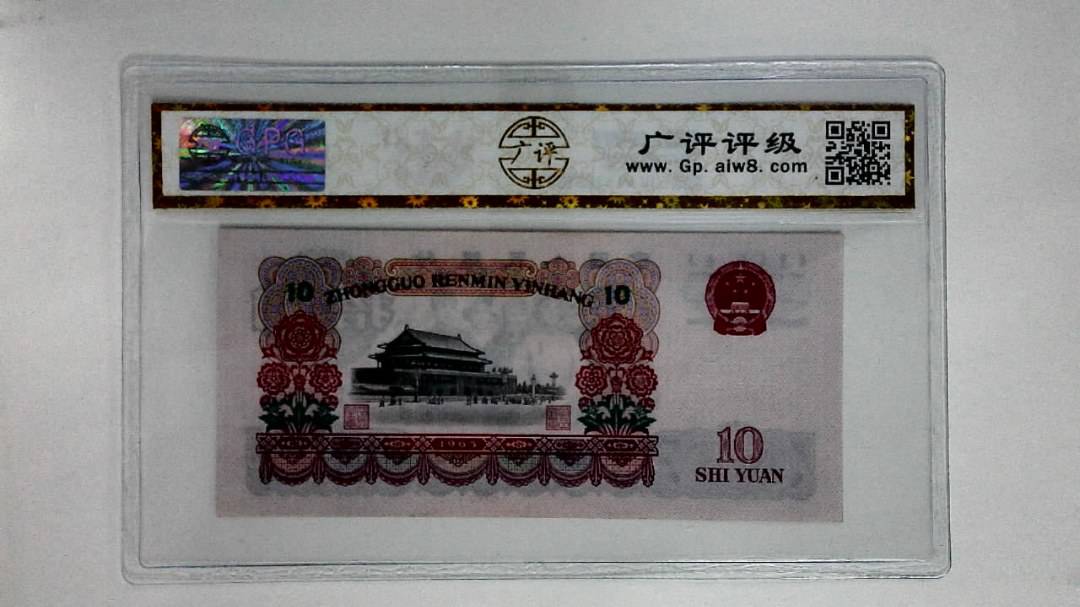 GPG
广评
广评评级
www. Gp. aiw8. com
10 ZHONGGUO RENMIN YINHANG 10
1965
10
SHI YUAN